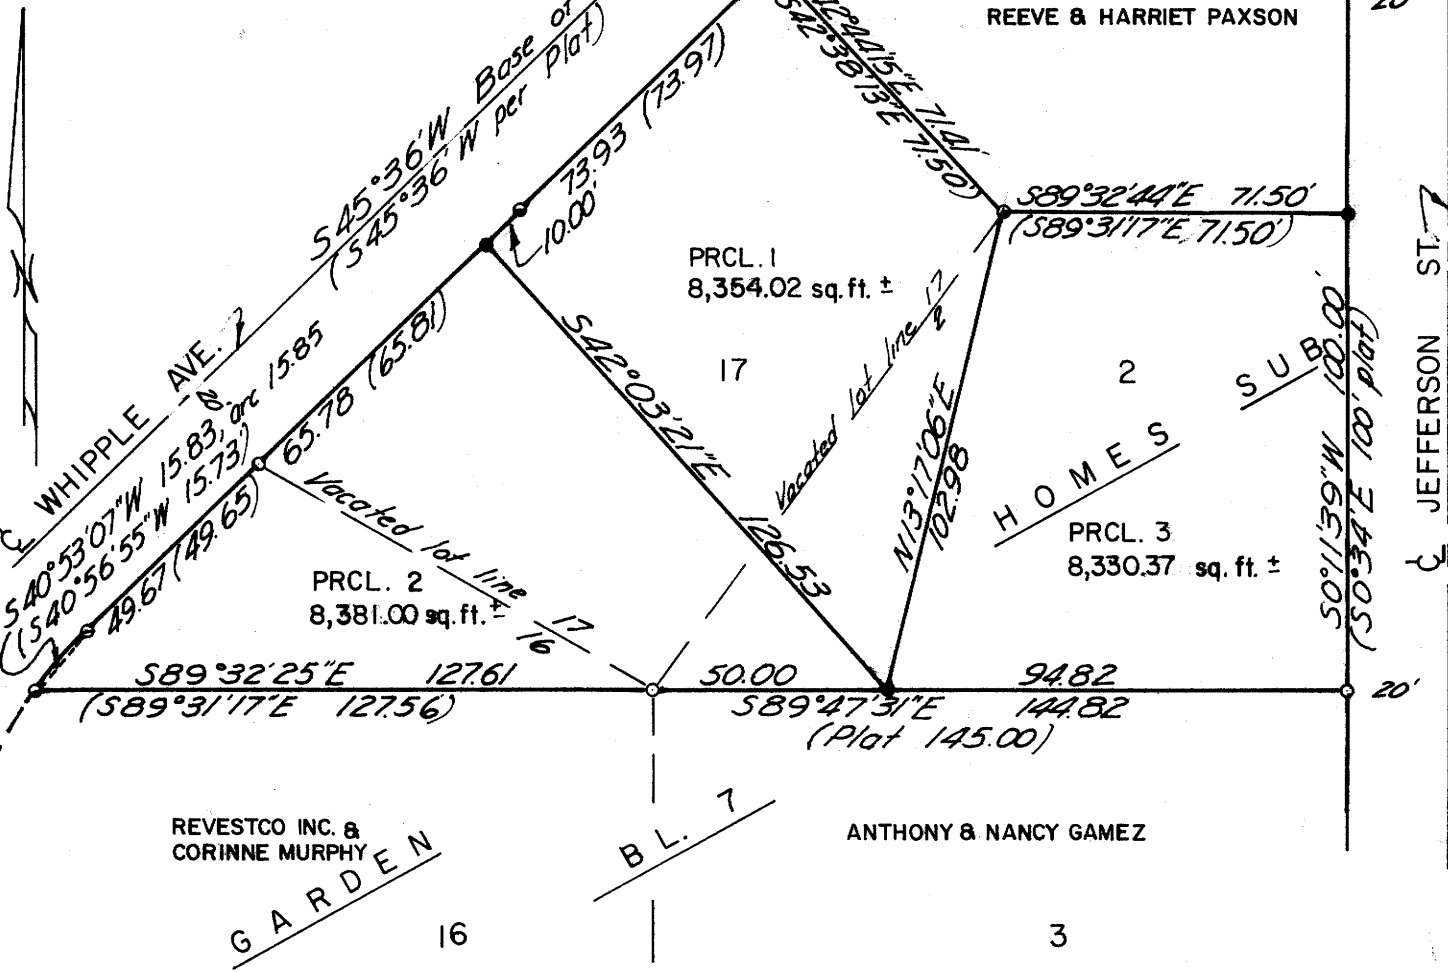 REEVE & HARRIET PAXSON
20'
S45°36'W Base of
(S45°36'W per Plat)
73.93 (73.97)
10.00'
42°44'15"E 71.41'
S42°38'13"E 71.50')
S89°32'44"E 71.50'
(S89°31'17"E, 71.50')
PRCL. 1
8,354.02 sq. ft. ±
17
2
WHIPPLE AVE.
20'
S40°53'07"W 15.83, arc 15.85
(S40°56'55"W 15.73')
65.78 (65.81)
49.67 (49.65)
S42°03'21"E
126.53
Vacated lot line 17
2
Vacated lot line 17
16
N13°17'06"E
102.98
HOMES SUB
S0°11'39"W 100.00'
(S0°34'E 100' plat)
JEFFERSON ST.
PRCL. 2
8,381.00 sq. ft. ±
PRCL. 3
8,330.37 sq. ft. ±
S89°32'25"E 127.61
(S89°31'17"E 127.56)
50.00
94.82
S89°47'31"E 144.82
(Plat 145.00)
20'
REVESTCO INC. &
CORINNE MURPHY
ANTHONY & NANCY GAMEZ
GARDEN
BL. 7
16
3